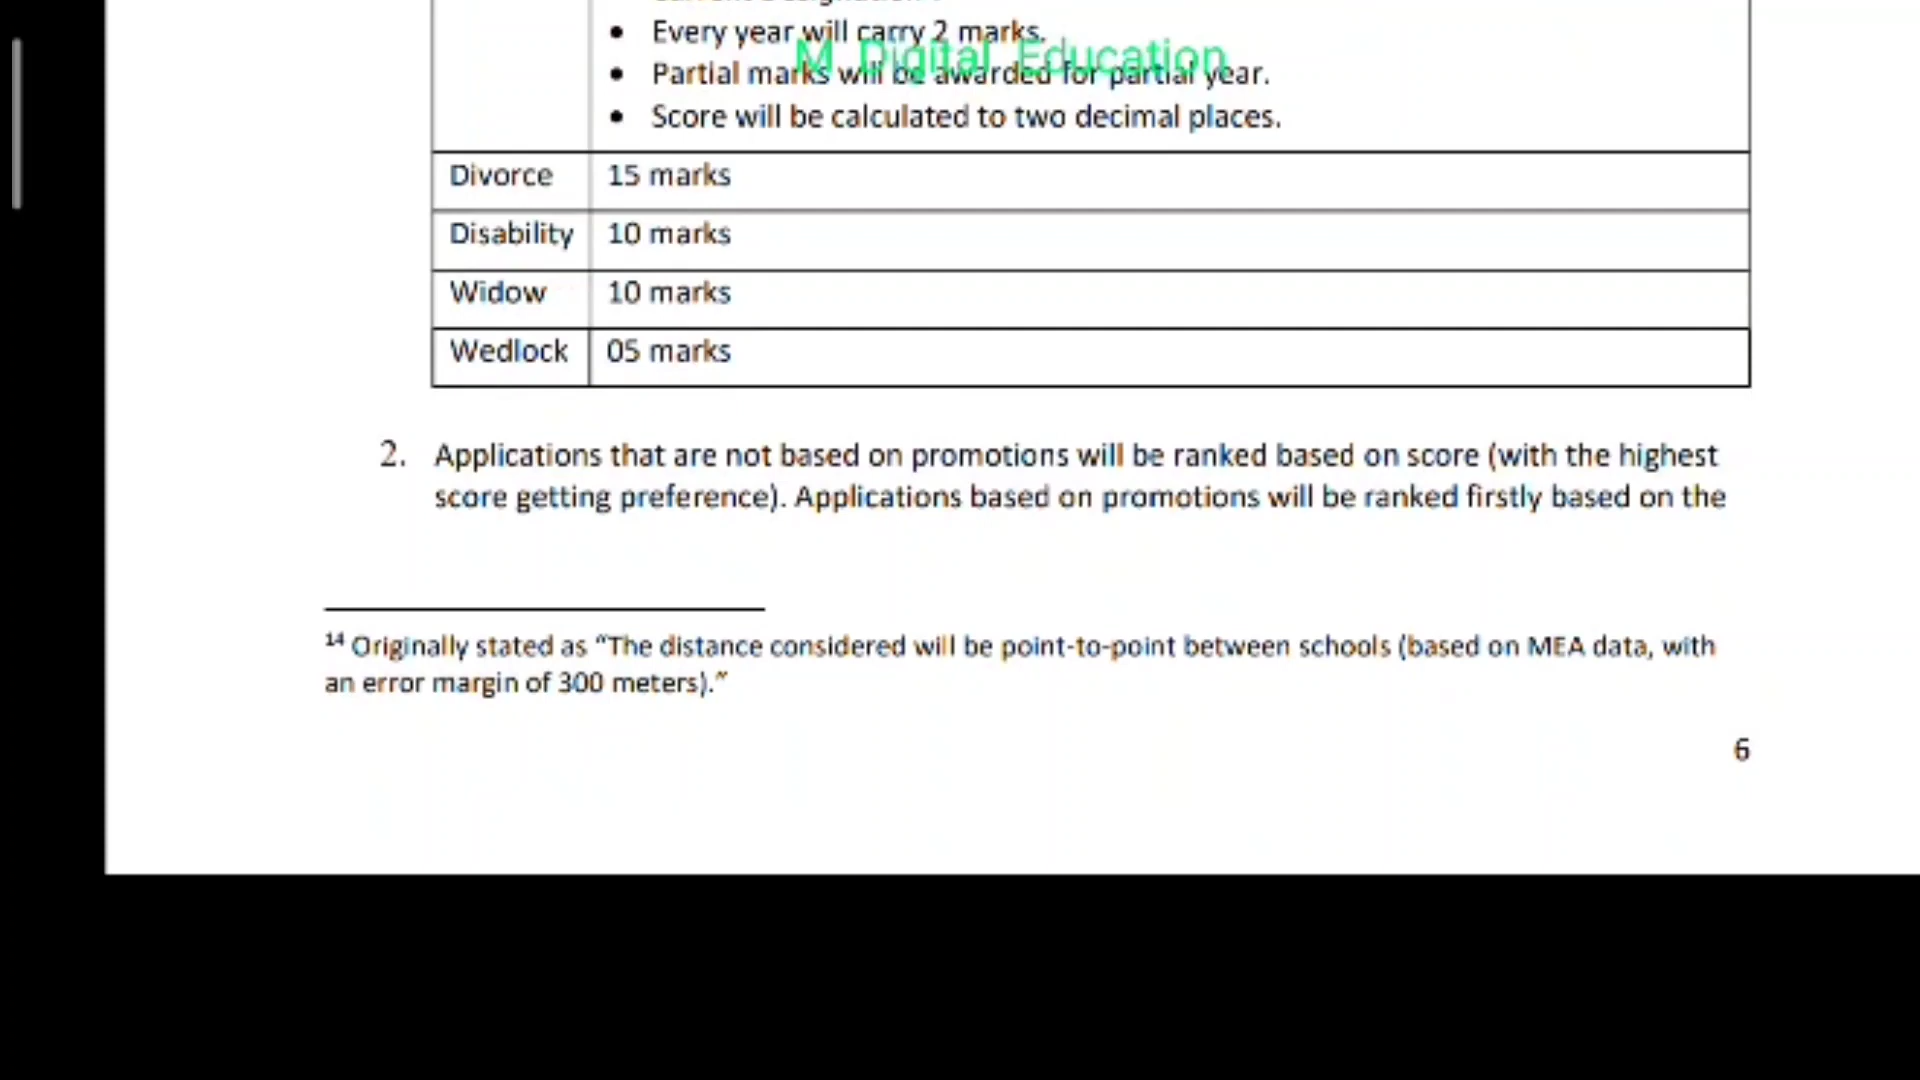 • Every year will carry 2 marks.
M Digital Education
• Partial marks will be awarded for partial year.
• Score will be calculated to two decimal places.
Divorce 15 marks
Disability 10 marks
Widow 10 marks
Wedlock 05 marks
2. Applications that are not based on promotions will be ranked based on score (with the highest
score getting preference). Applications based on promotions will be ranked firstly based on the
14 Originally stated as “The distance considered will be point-to-point between schools (based on MEA data, with
an error margin of 300 meters).”
6